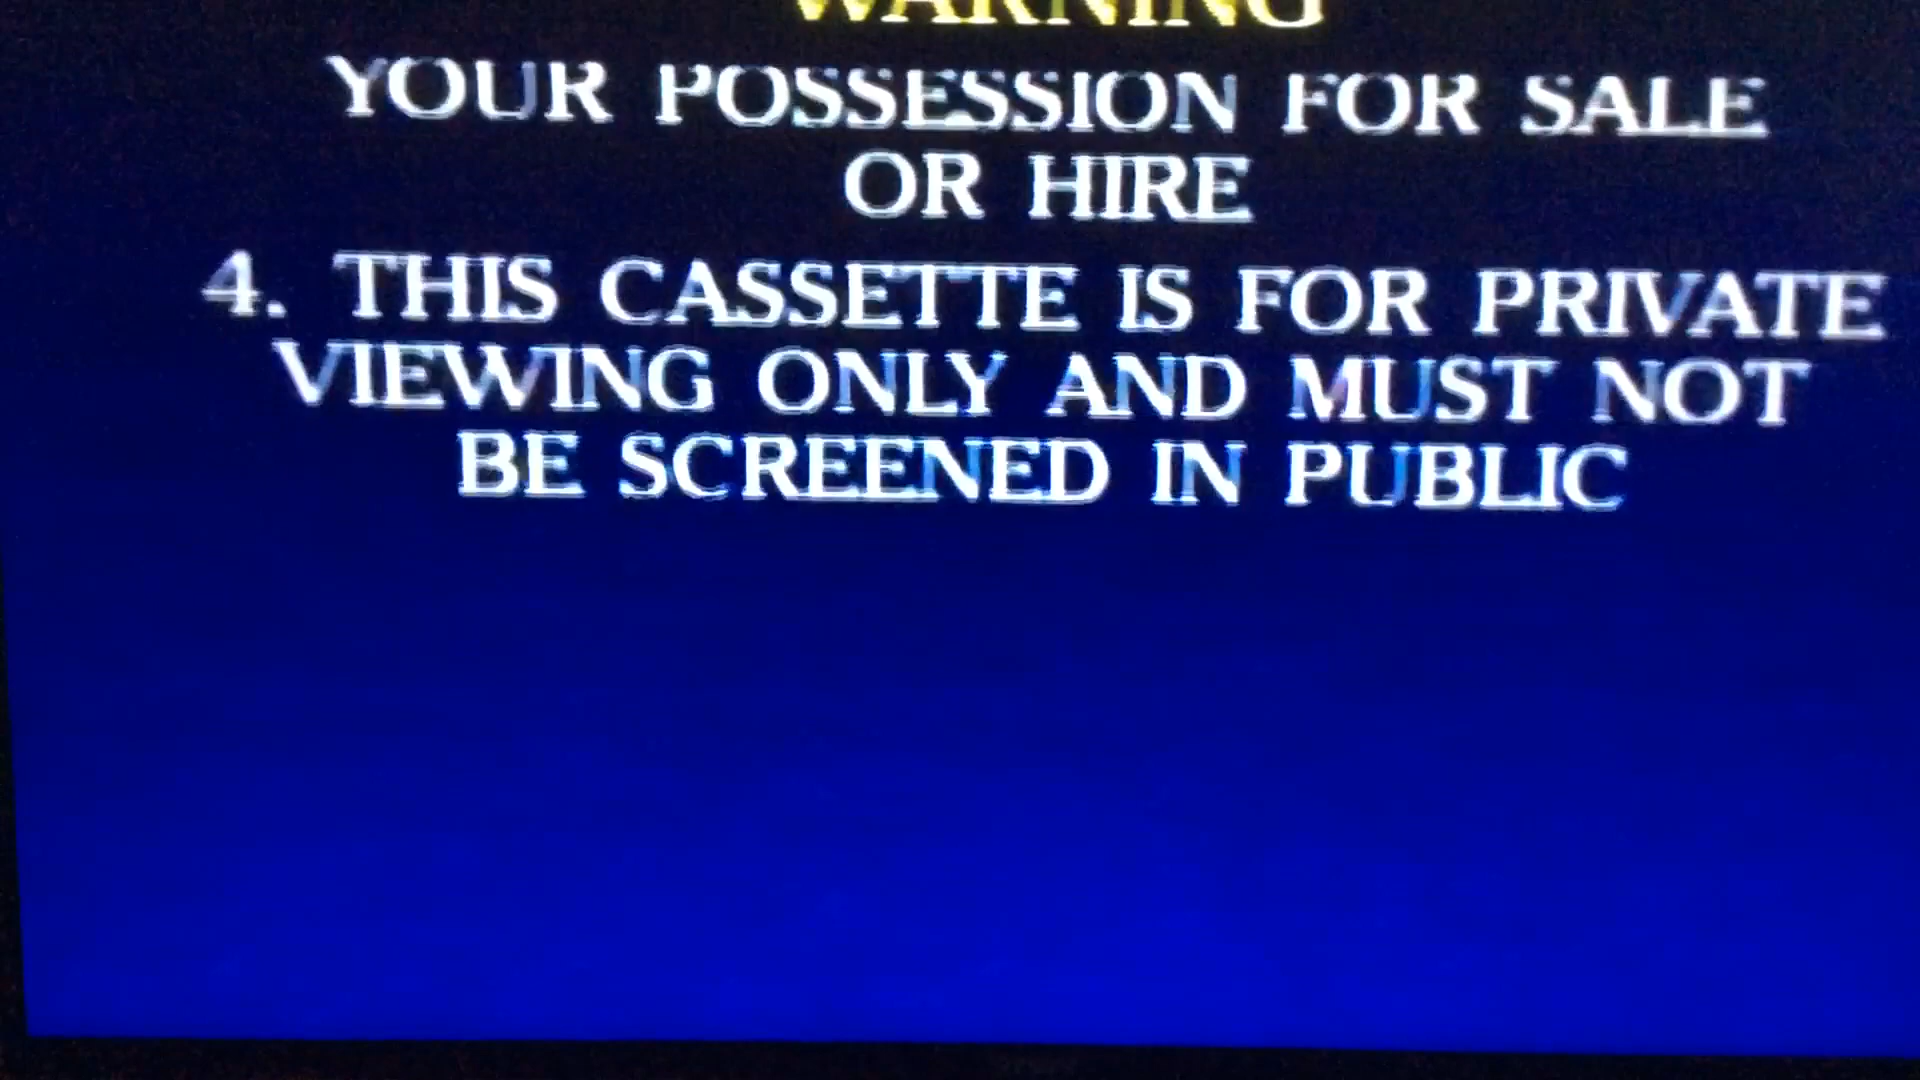 WARNING
YOUR POSSESSION FOR SALE
OR HIRE
4. THIS CASSETTE IS FOR PRIVATE
VIEWING ONLY AND MUST NOT
BE SCREENED IN PUBLIC